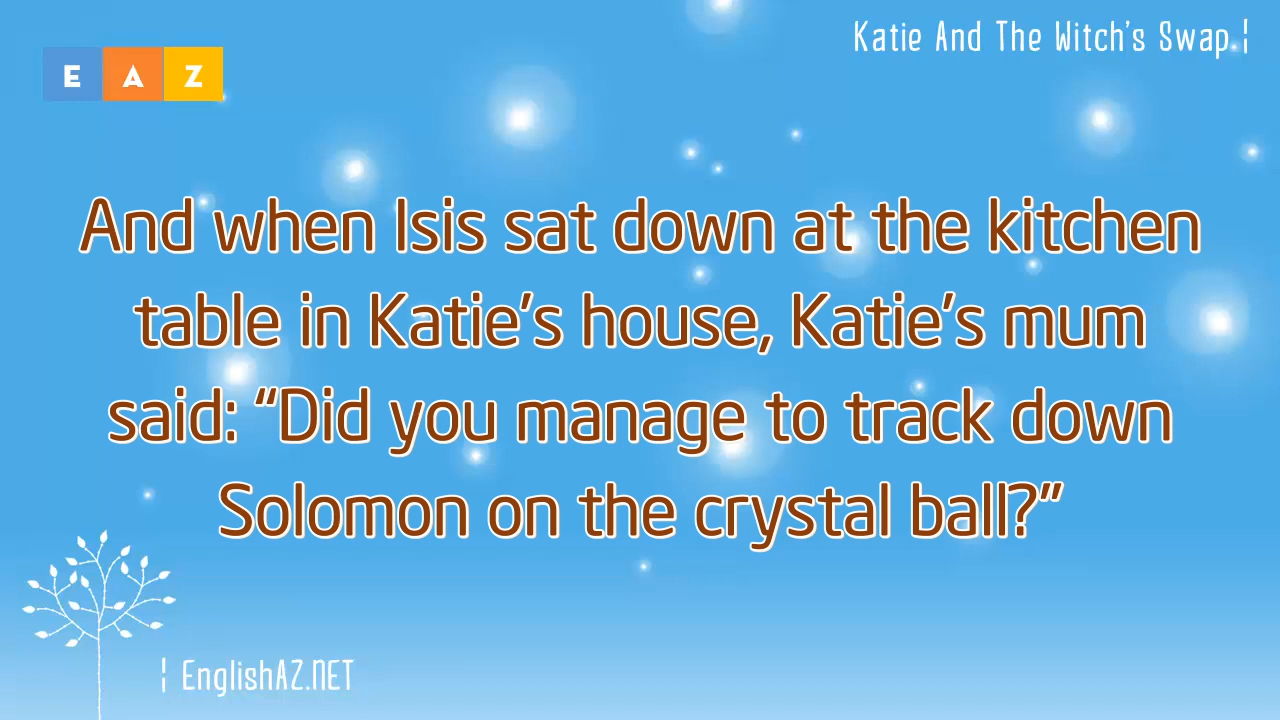 Katie And The Witch's Swap ¦
E A Z
And when Isis sat down at the kitchen
table in Katie’s house, Katie’s mum
said: “Did you manage to track down
Solomon on the crystal ball?”
¦ EnglishAZ.NET